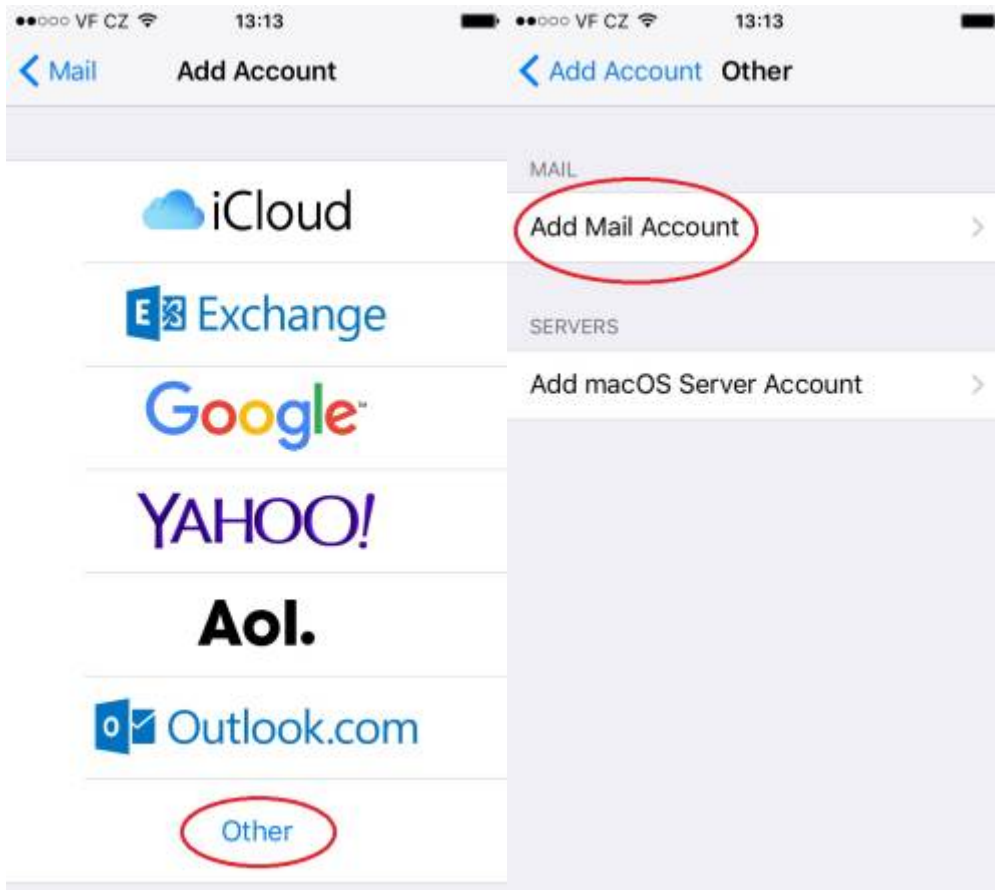 ●●○○○ VF CZ 13:13
Mail Add Account
iCloud
E Exchange
Google™
YAHOO!
Aol.
o Outlook.com
Other
●●○○○ VF CZ 13:13
Add Account Other
MAIL
Add Mail Account
SERVERS
Add macOS Server Account